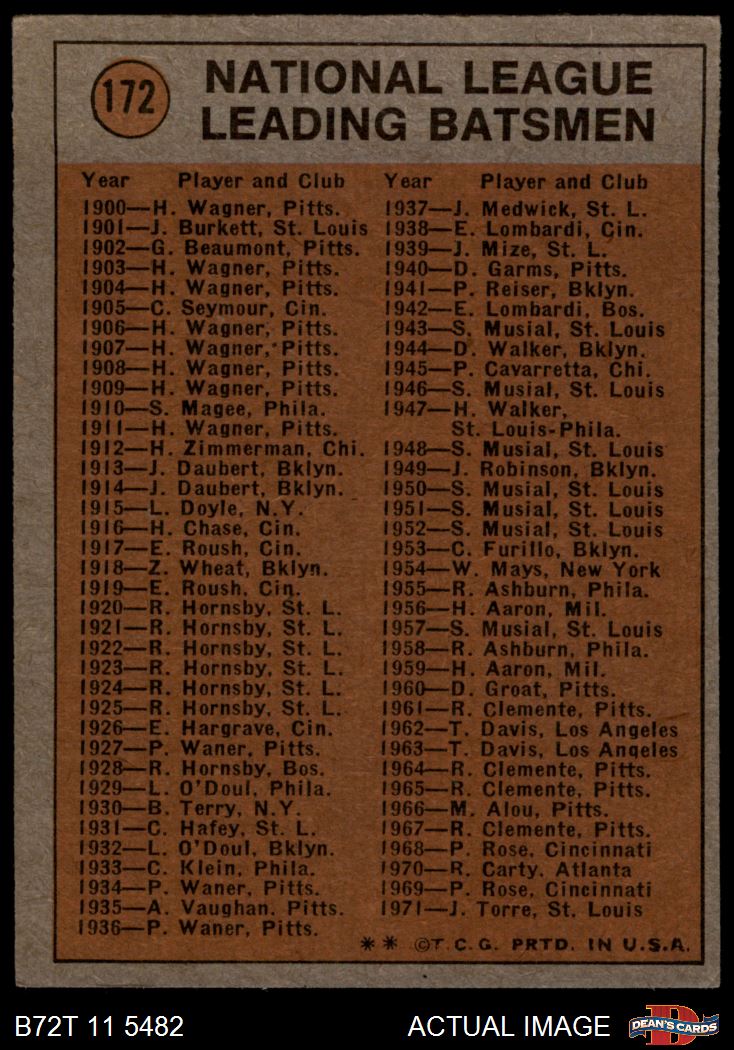 172
NATIONAL LEAGUE
LEADING BATSMEN
Year Player and Club
1900—H. Wagner, Pitts.
1901—J. Burkett, St. Louis
1902—G. Beaumont, Pitts.
1903—H. Wagner, Pitts.
1904—H. Wagner, Pitts.
1905—C. Seymour, Cin.
1906—H. Wagner, Pitts.
1907—H. Wagner, Pitts.
1908—H. Wagner, Pitts.
1909—H. Wagner, Pitts.
1910—S. Magee, Phila.
1911—H. Wagner, Pitts.
1912—H. Zimmerman, Chi.
1913—J. Daubert, Bklyn.
1914—J. Daubert, Bklyn.
1915—L. Doyle, N.Y.
1916—H. Chase, Cin.
1917—E. Roush, Cin.
1918—Z. Wheat, Bklyn.
1919—E. Roush, Cin.
1920—R. Hornsby, St. L.
1921—R. Hornsby, St. L.
1922—R. Hornsby, St. L.
1923—R. Hornsby, St. L.
1924—R. Hornsby, St. L.
1925—R. Hornsby, St. L.
1926—E. Hargrave, Cin.
1927—P. Waner, Pitts.
1928—R. Hornsby, Bos.
1929—L. O'Doul, Phila.
1930—B. Terry, N.Y.
1931—C. Hafey, St. L.
1932—L. O'Doul, Bklyn.
1933—C. Klein, Phila.
1934—P. Waner, Pitts.
1935—A. Vaughan, Pitts.
1936—P. Waner, Pitts.
Year Player and Club
1937—J. Medwick, St. L.
1938—E. Lombardi, Cin.
1939—J. Mize, St. L.
1940—D. Garms, Pitts.
1941—P. Reiser, Bklyn.
1942—E. Lombardi, Bos.
1943—S. Musial, St. Louis
1944—D. Walker, Bklyn.
1945—P. Cavarretta, Chi.
1946—S. Musial, St. Louis
1947—H. Walker,
St. Louis-Phila.
1948—S. Musial, St. Louis
1949—J. Robinson, Bklyn.
1950—S. Musial, St. Louis
1951—S. Musial, St. Louis
1952—S. Musial, St. Louis
1953—C. Furillo, Bklyn.
1954—W. Mays, New York
1955—R. Ashburn, Phila.
1956—H. Aaron, Mil.
1957—S. Musial, St. Louis
1958—R. Ashburn, Phila.
1959—H. Aaron, Mil.
1960—D. Groat, Pitts.
1961—R. Clemente, Pitts.
1962—T. Davis, Los Angeles
1963—T. Davis, Los Angeles
1964—R. Clemente, Pitts.
1965—R. Clemente, Pitts.
1966—M. Alou, Pitts.
1967—R. Clemente, Pitts.
1968—P. Rose, Cincinnati
1970—R. Carty, Atlanta
1969—P. Rose, Cincinnati
1971—J. Torre, St. Louis
** ©T.C.G. PRTD. IN U.S.A.
B72T 11 5482
ACTUAL IMAGE
DEAN'S CARDS